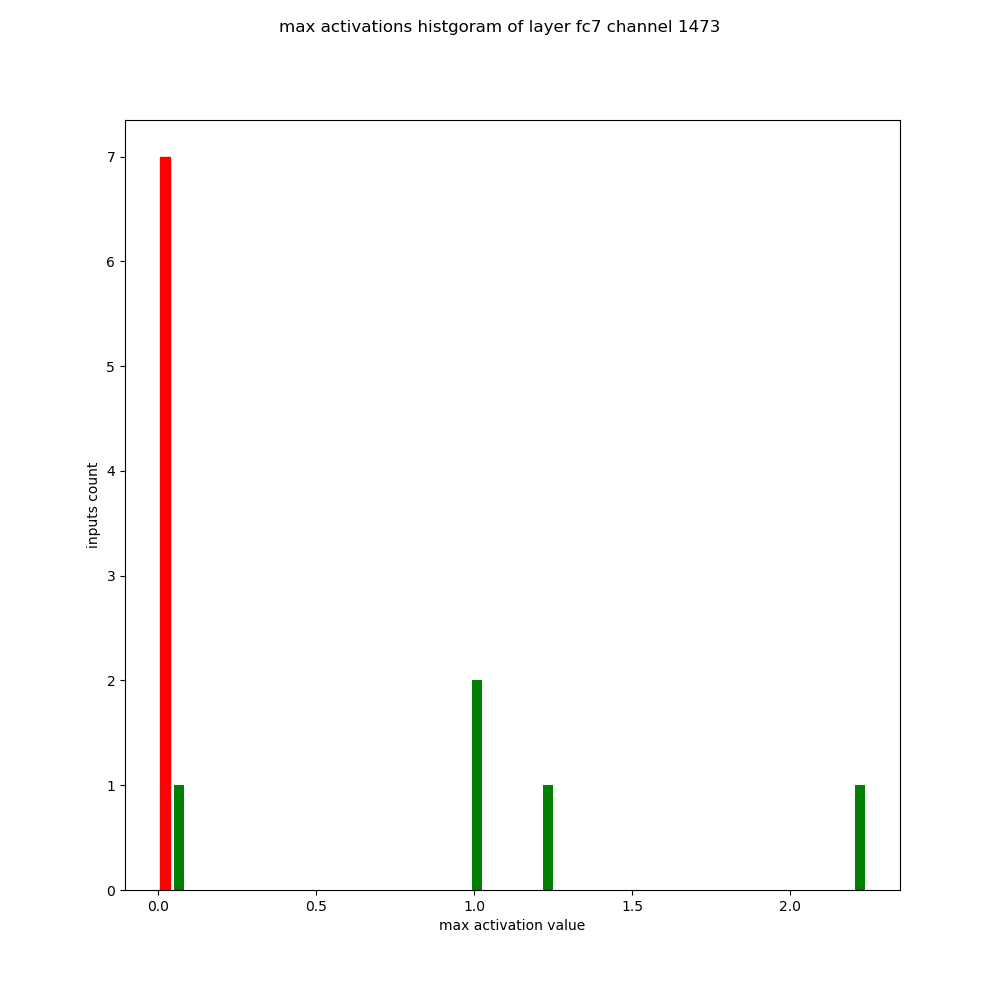 max activations histgoram of layer fc7 channel 1473
7
6
5
4
3
2
1
0
inputs count
0.0 0.5 1.0 1.5 2.0
max activation value